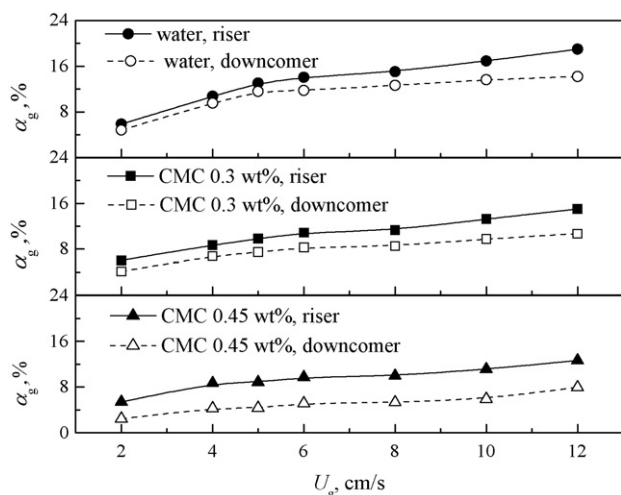 24
water, riser
water, downcomer
16
8
α_g, %
24
CMC 0.3 wt%, riser
CMC 0.3 wt%, downcomer
16
8
α_g, %
24
CMC 0.45 wt%, riser
CMC 0.45 wt%, downcomer
16
8
0
α_g, %
2 4 6 8 10 12
U_g, cm/s